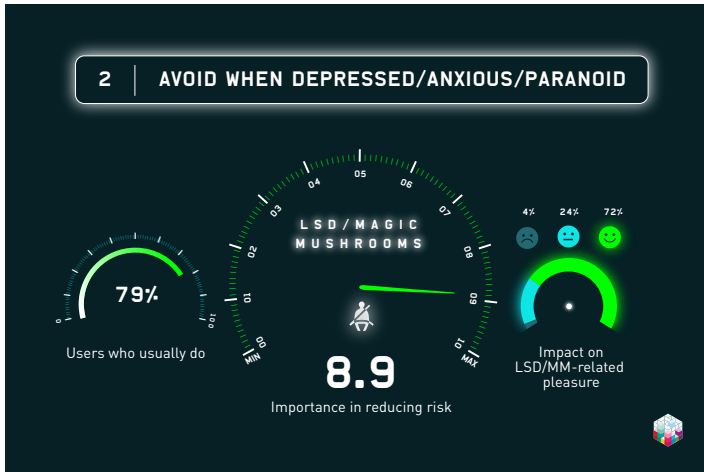 2 AVOID WHEN DEPRESSED/ANXIOUS/PARANOID
79%
0
100
Users who usually do
LSD/MAGIC
MUSHROOMS
MIN
00
01
02
03
04
05
06
07
08
09
10
MAX
8.9
Importance in reducing risk
4% 24% 72%
Impact on
LSD/MM-related
pleasure